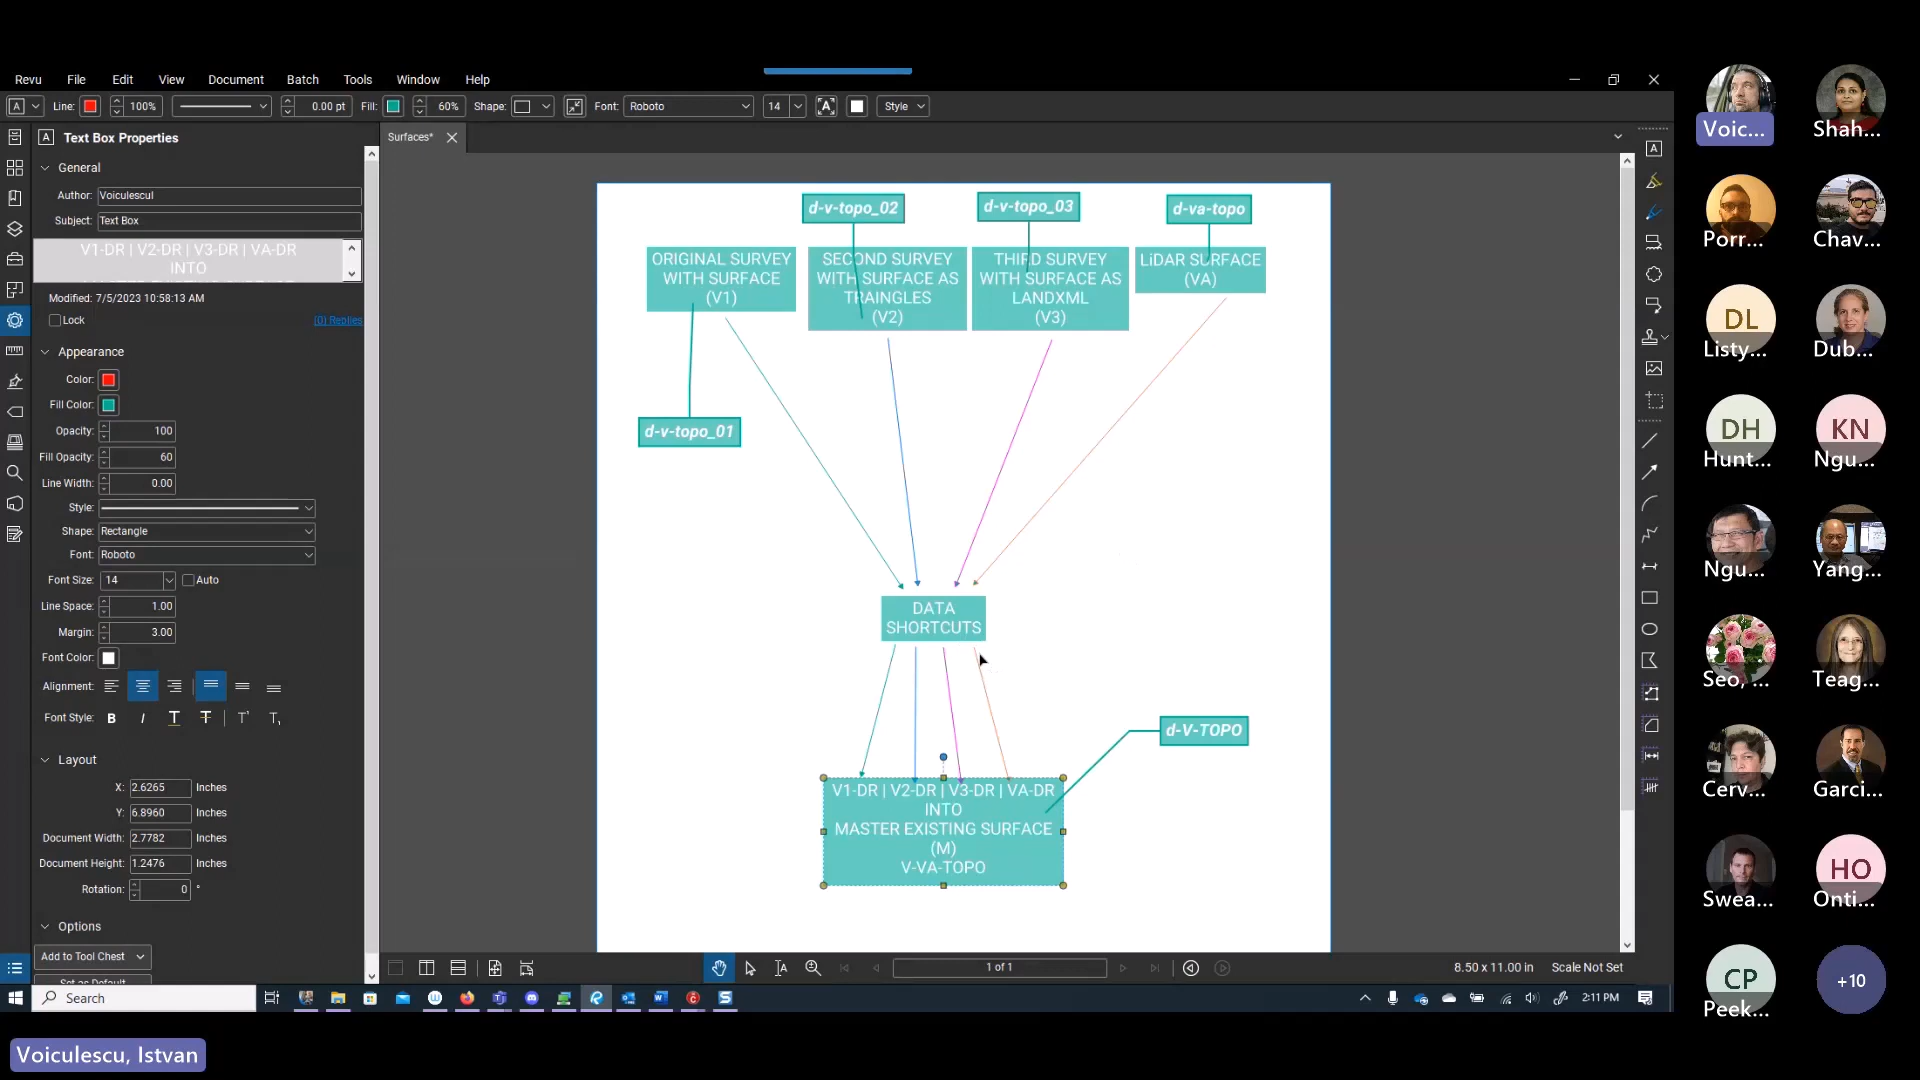 Revu File Edit View Document Batch Tools Window Help
Line: 100% 0.00 pt Fill: 60% Shape: Font: Roboto 14 Style
Text Box Properties
General
Author: Voiculescul
Subject: Text Box
V1-DR | V2-DR | V3-DR | VA-DR
INTO
Modified: 7/5/2023 10:58:13 AM
Lock (0) Replies
Appearance
Color:
Fill Color:
Opacity: 100
Fill Opacity: 60
Line Width: 0.00
Style:
Shape: Rectangle
Font: Roboto
Font Size: 14 Auto
Line Space: 1.00
Margin: 3.00
Font Color:
Alignment:
Font Style: B I T T T T
Layout
X: 2.6265 Inches
Y: 6.8960 Inches
Document Width: 2.7782 Inches
Document Height: 1.2476 Inches
Rotation: 0 °
Options
Add to Tool Chest
Set as Default
Surfaces*
d-v-topo_02
d-v-topo_03
d-va-topo
ORIGINAL SURVEY
WITH SURFACE
(V1)
SECOND SURVEY
WITH SURFACE AS
TRAINGLES
(V2)
THIRD SURVEY
WITH SURFACE AS
LANDXML
(V3)
LiDAR SURFACE
(VA)
d-v-topo_01
DATA
SHORTCUTS
d-V-TOPO
V1-DR | V2-DR | V3-DR | VA-DR
INTO
MASTER EXISTING SURFACE
(M)
V-VA-TOPO
1 of 1
8.50 x 11.00 in Scale Not Set
Search
2:11 PM
Voic...
Shah...
Porr...
Chav...
DL
Listy...
Dub...
DH
Hunt...
KN
Ngu...
Ngu...
Yang...
Seo, ...
Teag...
Cerv...
Garci...
Swea...
HO
Onti...
CP
Peek...
+10
Voiculescu, Istvan